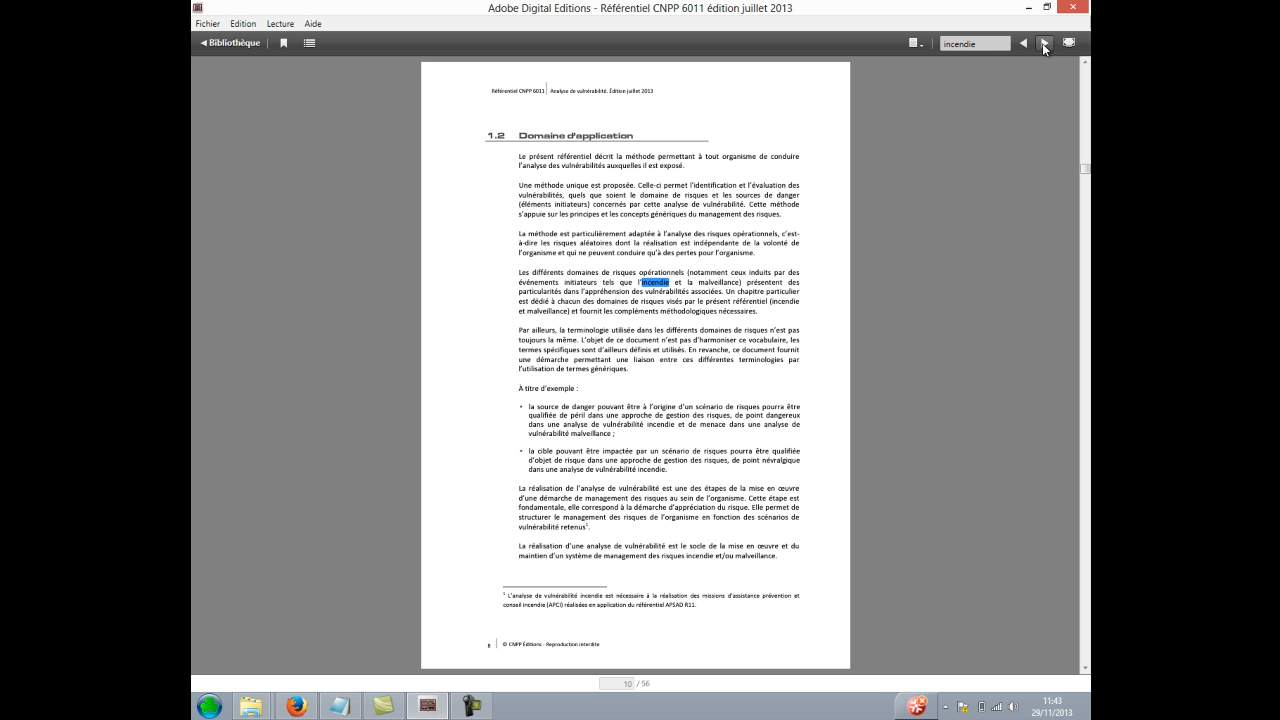 Adobe Digital Editions - Référentiel CNPP 6011 édition juillet 2013
Fichier Edition Lecture Aide
Bibliothèque
incendie
Référentiel CNPP 6011 Analyse de vulnérabilité. Édition juillet 2013
1.2 Domaine d'application
Le présent référentiel décrit la méthode permettant à tout organisme de conduire
l'analyse des vulnérabilités auxquelles il est exposé.
Une méthode unique est proposée. Celle-ci permet l'identification et l'évaluation des
vulnérabilités, quels que soient le domaine de risques et les sources de danger
(éléments initiateurs) concernés par cette analyse de vulnérabilité. Cette méthode
s'appuie sur les principes et les concepts génériques du management des risques.
La méthode est particulièrement adaptée à l'analyse des risques opérationnels, c'est-
à-dire les risques aléatoires dont la réalisation est indépendante de la volonté de
l'organisme et qui ne peuvent conduire qu'à des pertes pour l'organisme.
Les différents domaines de risques opérationnels (notamment ceux induits par des
événements initiateurs tels que l'incendie et la malveillance) présentent des
particularités dans l'appréhension des vulnérabilités associées. Un chapitre particulier
est dédié à chacun des domaines de risques visés par le présent référentiel (incendie
et malveillance) et fournit les compléments méthodologiques nécessaires.
Par ailleurs, la terminologie utilisée dans les différents domaines de risques n'est pas
toujours la même. L'objet de ce document n'est pas d'harmoniser ce vocabulaire, les
termes spécifiques sont d'ailleurs définis et utilisés. En revanche, ce document fournit
une démarche permettant une liaison entre ces différentes terminologies par
l'utilisation de termes génériques.
À titre d'exemple :
• la source de danger pouvant être à l'origine d'un scénario de risques pourra être
qualifiée de péril dans une approche de gestion des risques, de point dangereux
dans une analyse de vulnérabilité incendie et de menace dans une analyse de
vulnérabilité malveillance ;
• la cible pouvant être impactée par un scénario de risques pourra être qualifiée
d'objet de risque dans une approche de gestion des risques, de point névralgique
dans une analyse de vulnérabilité incendie.
La réalisation de l'analyse de vulnérabilité est une des étapes de la mise en œuvre
d'une démarche de management des risques au sein de l'organisme. Cette étape est
fondamentale, elle correspond à la démarche d'appréciation du risque. Elle permet de
structurer le management des risques de l'organisme en fonction des scénarios de
vulnérabilité retenus¹.
La réalisation d'une analyse de vulnérabilité est le socle de la mise en œuvre et du
maintien d'un système de management des risques incendie et/ou malveillance.
¹ L'analyse de vulnérabilité incendie est nécessaire à la réalisation des missions d'assistance prévention et
conseil incendie (APCI) réalisées en application du référentiel APSAD R11.
8 © CNPP Éditions - Reproduction interdite
10 / 56
11:43
29/11/2013